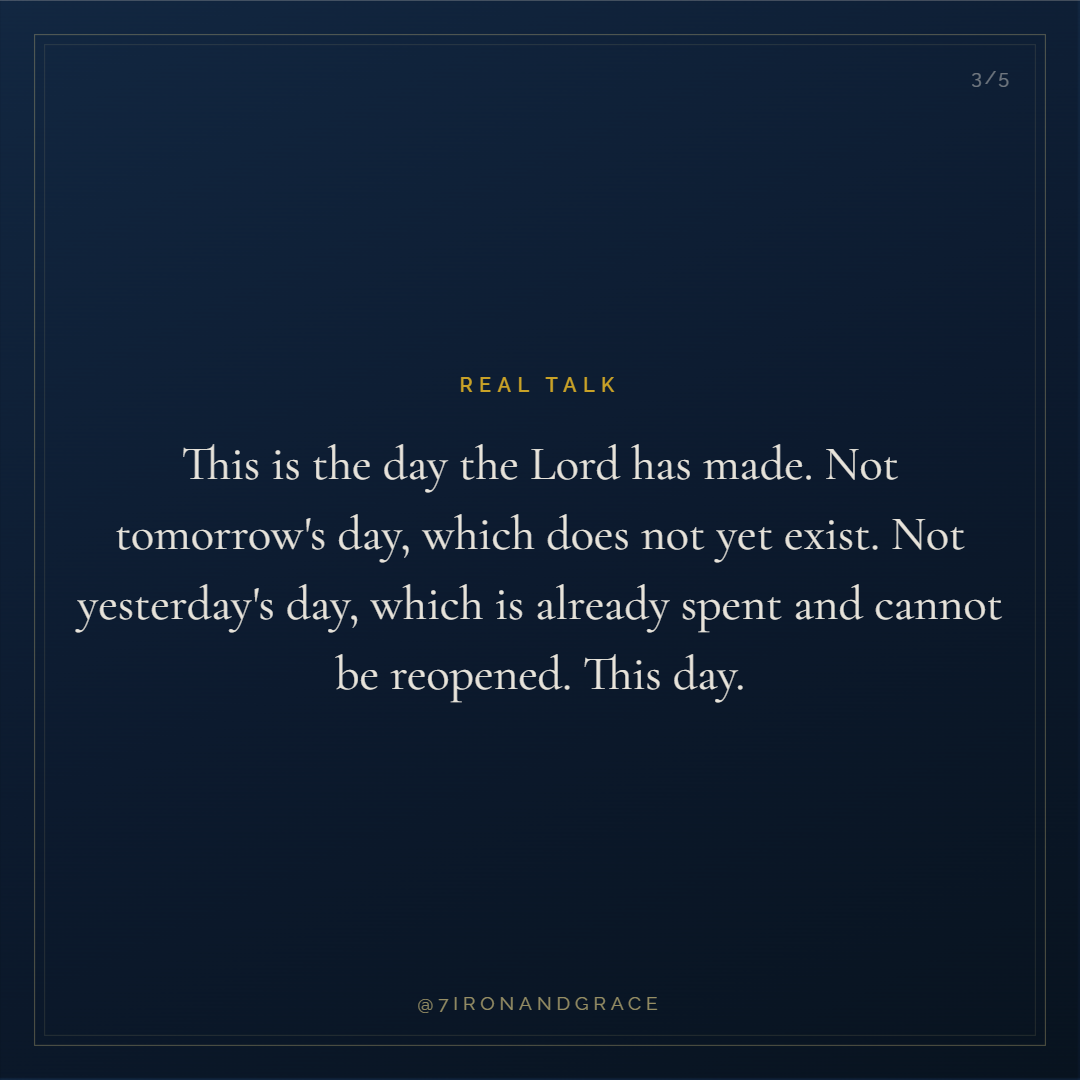 3/5
REAL TALK
This is the day the Lord has made. Not
tomorrow's day, which does not yet exist. Not
yesterday's day, which is already spent and cannot
be reopened. This day.
@7IRONANDGRACE